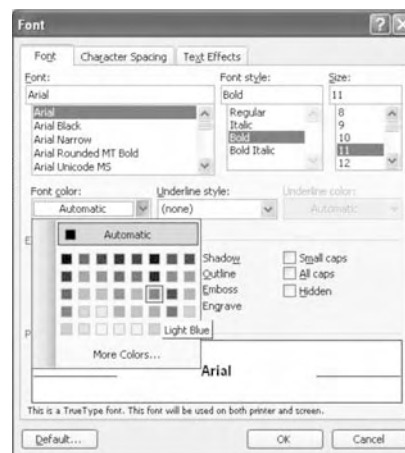 Font
Font Character Spacing Text Effects
Font: Font style: Size:
Arial Bold 11
Arial Regular 8
Arial Black Italic 9
Arial Narrow Bold 10
Arial Rounded MT Bold Bold Italic 11
Arial Unicode MS 12
Font color: Underline style: Underline color:
Automatic (none) Automatic
E
Automatic
Shadow Small caps
Outline All caps
Emboss Hidden
Engrave
Light Blue
P
More Colors...
Arial
This is a TrueType font. This font will be used on both printer and screen.
Default... OK Cancel